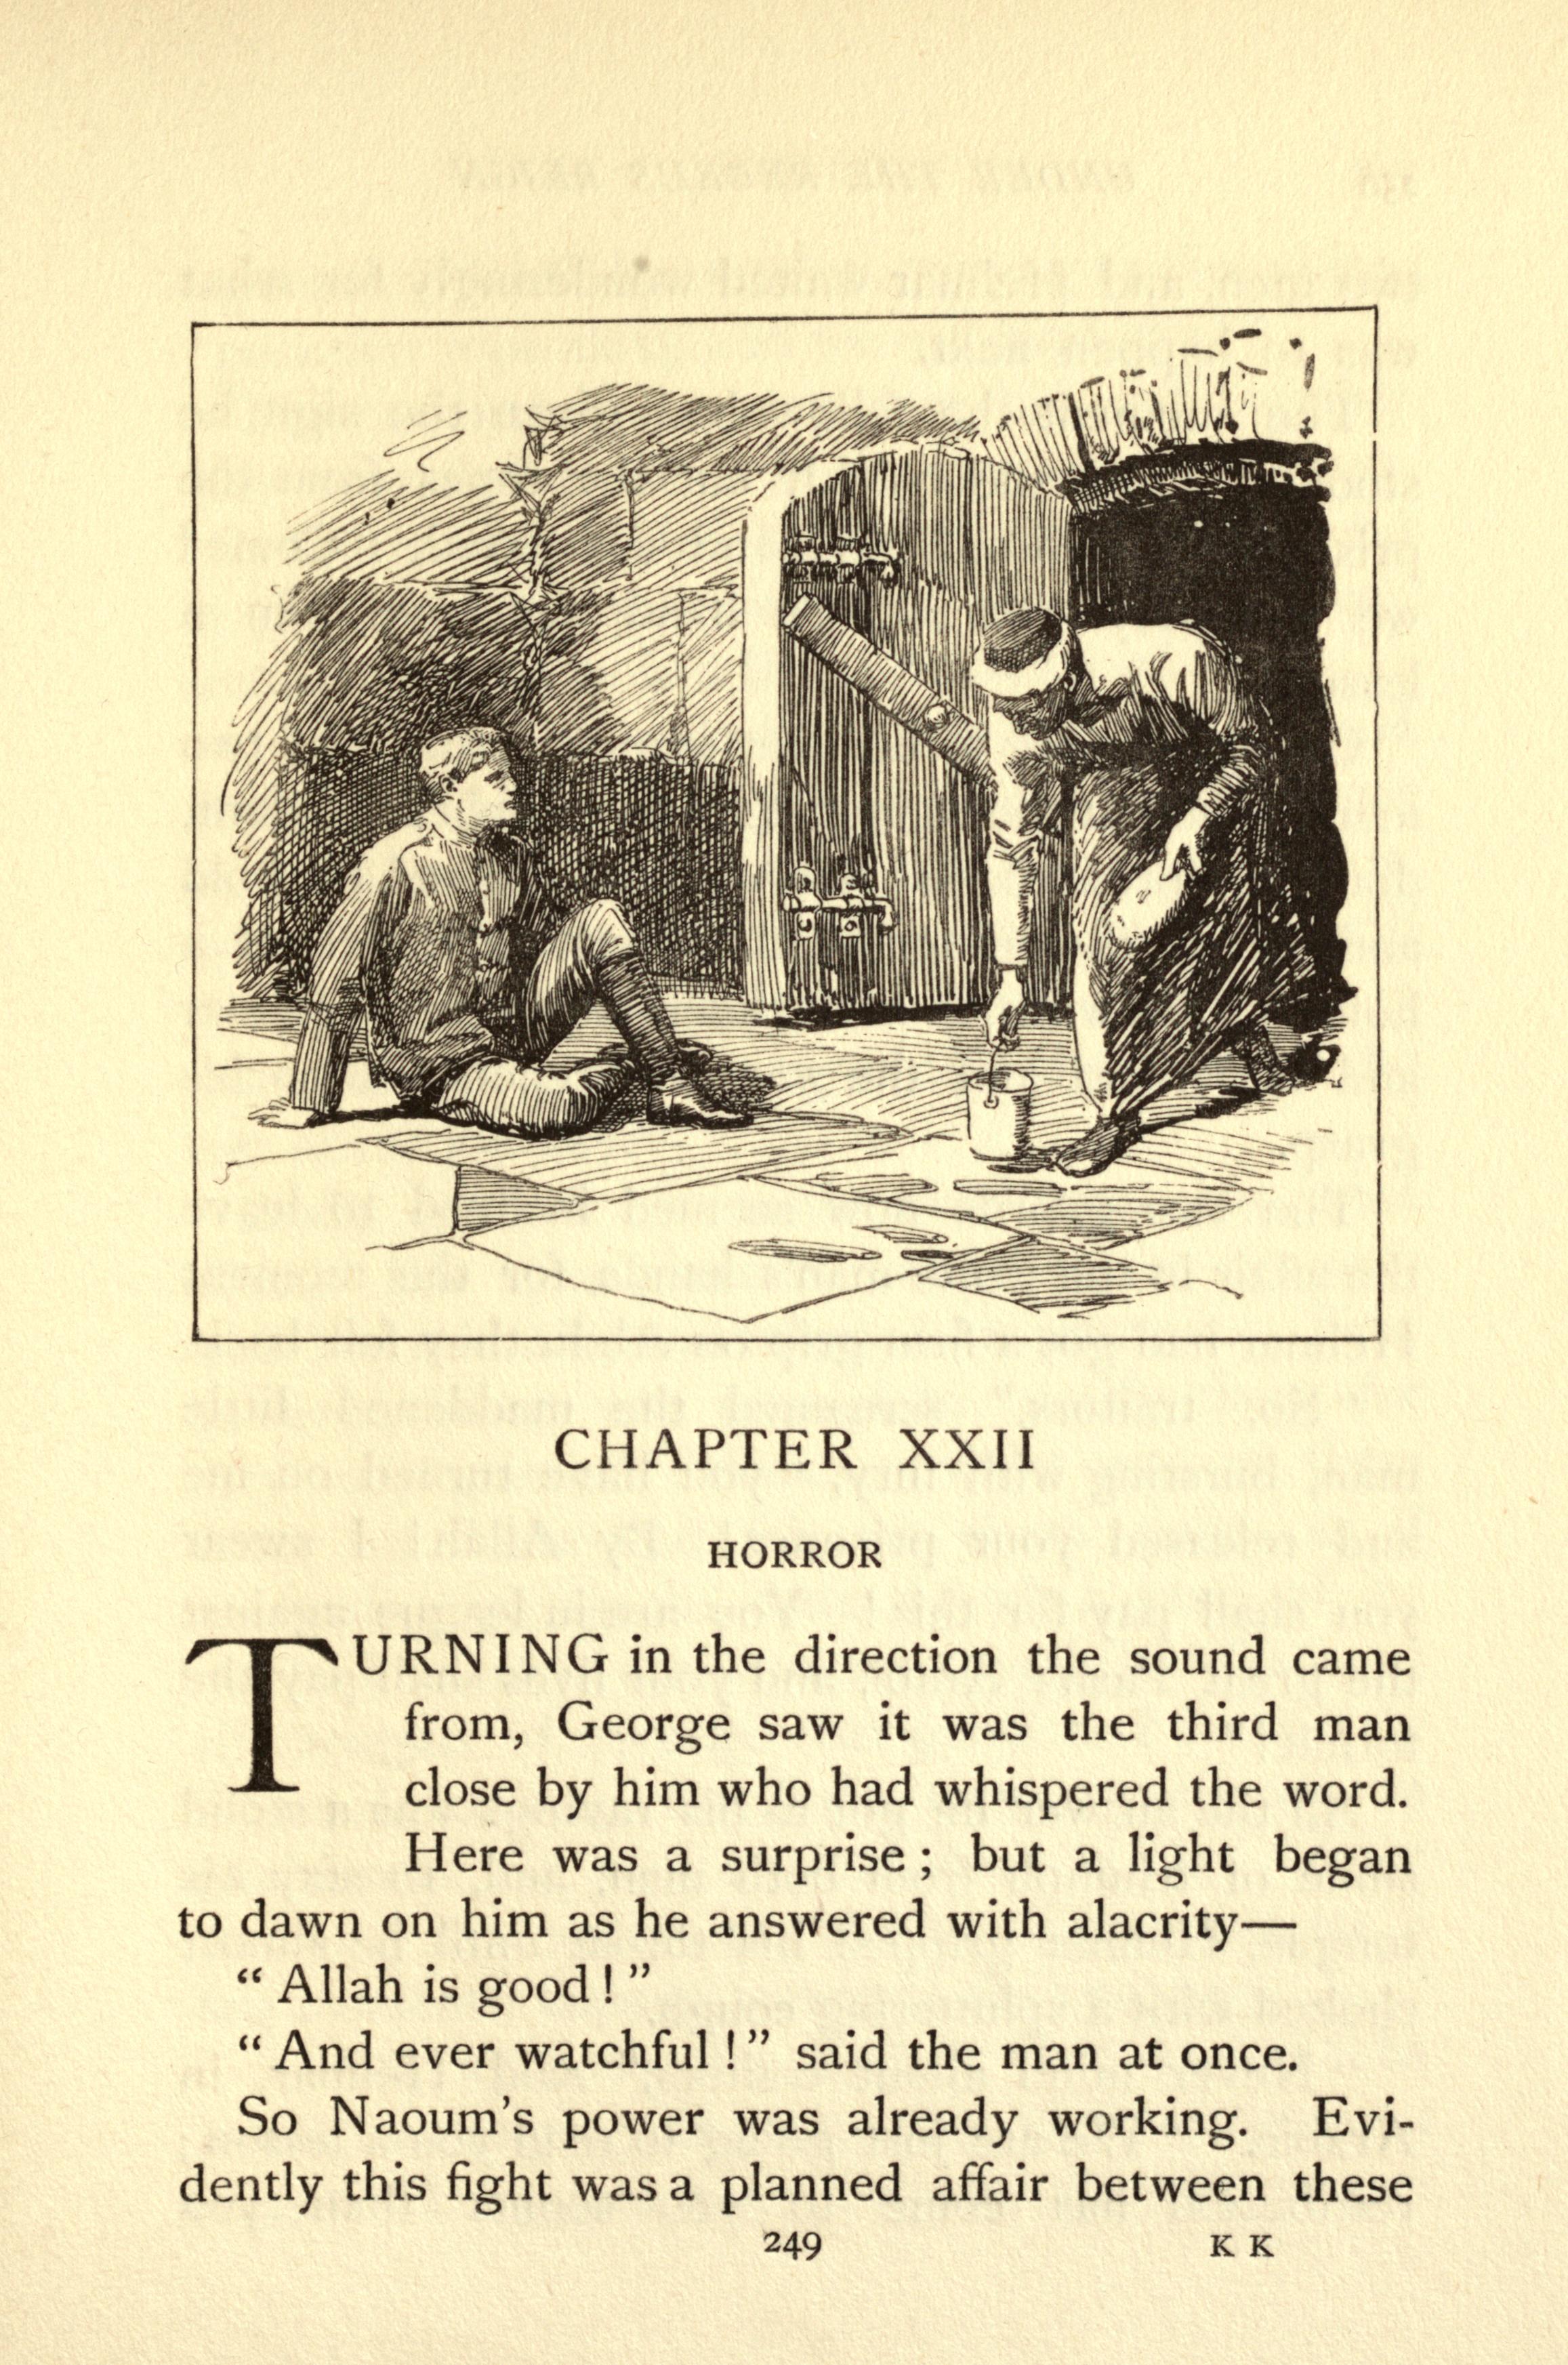 CHAPTER XXII
HORROR
TURNING in the direction the sound came
from, George saw it was the third man
close by him who had whispered the word.
Here was a surprise ; but a light began
to dawn on him as he answered with alacrity—
“ Allah is good ! ”
“ And ever watchful ! ” said the man at once.
So Naoum’s power was already working. Evi-
dently this fight was a planned affair between these
249
K K